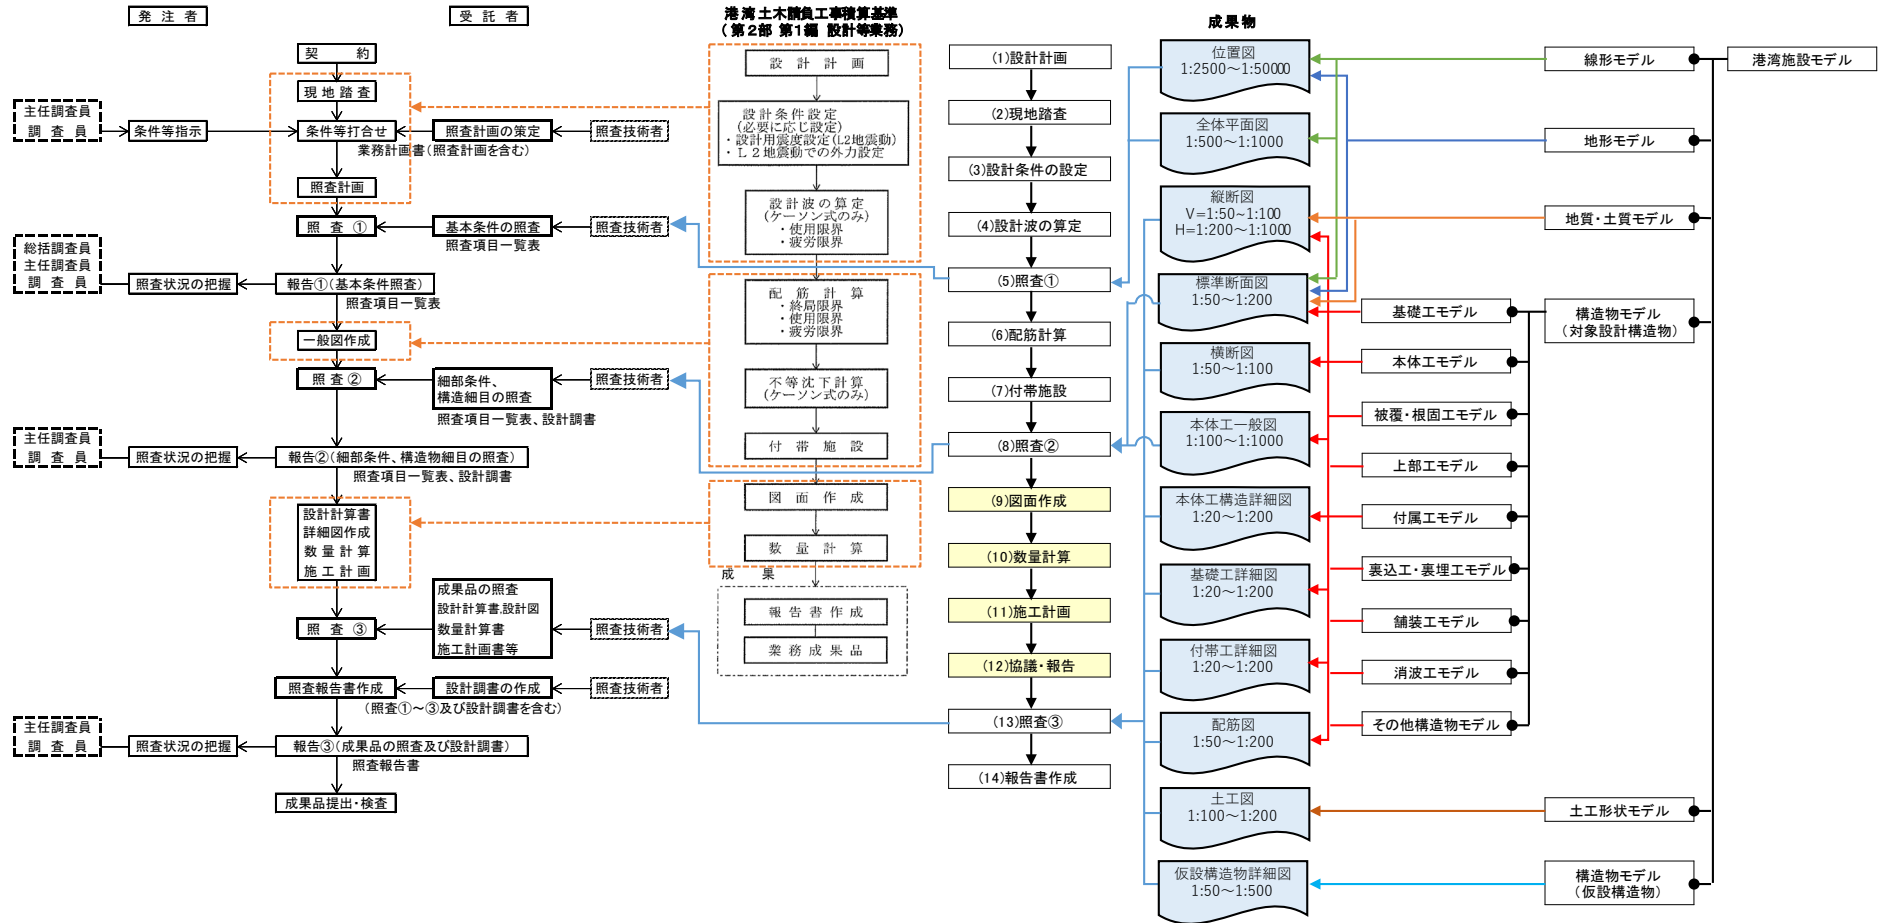 発注者
受託者
契約
現地踏査
主任調査員
調査員
条件等指示
条件等打合せ
照査計画の策定
照査技術者
業務計画書(照査計画を含む)
照査計画
照査①
基本条件の照査
照査技術者
照査項目一覧表
総括調査員
主任調査員
調査員
照査状況の把握
報告①(基本条件照査)
照査項目一覧表
一般図作成
照査②
細部条件、
構造細目の照査
照査技術者
照査項目一覧表、設計調書
主任調査員
調査員
照査状況の把握
報告②(細部条件、構造物細目の照査)
照査項目一覧表、設計調書
設計計算書
詳細図作成
数量計算
施工計画
成果品の照査
設計計算書,設計図
数量計算書
施工計画書等
照査③
照査技術者
照査報告書作成
設計調書の作成
照査技術者
(照査①～③及び設計調書を含む)
主任調査員
調査員
照査状況の把握
報告③(成果品の照査及び設計調書)
照査報告書
成果品提出・検査
港湾土木請負工事積算基準
(第2部 第1編 設計等業務)
設計計画
設計条件設定
(必要に応じ設定)
・設計用震度設定(L2地震動)
・L2地震動での外力設定
設計波の算定
(ケーソン式のみ)
・使用限界
・疲労限界
配筋計算
・終局限界
・使用限界
・疲労限界
不等沈下計算
(ケーソン式のみ)
付帯施設
図面作成
数量計算
成果
報告書作成
業務成果品
(1)設計計画
(2)現地踏査
(3)設計条件の設定
(4)設計波の算定
(5)照査①
(6)配筋計算
(7)付帯施設
(8)照査②
(9)図面作成
(10)数量計算
(11)施工計画
(12)協議・報告
(13)照査③
(14)報告書作成
成果物
位置図
1:2500～1:50000
全体平面図
1:500～1:1000
縦断図
V=1:50~1:100
H=1:200～1:1000
標準断面図
1:50～1:200
横断図
1:50～1:100
本体工一般図
1:100～1:1000
本体工構造詳細図
1:20～1:200
基礎工詳細図
1:20～1:200
付帯工詳細図
1:20～1:200
配筋図
1:50～1:200
土工図
1:100～1:200
仮設構造物詳細図
1:50～1:500
基礎工モデル
本体工モデル
被覆・根固工モデル
上部工モデル
付属工モデル
裏込工・裏埋工モデル
舗装工モデル
消波工モデル
その他構造物モデル
線形モデル
地形モデル
地質・土質モデル
構造物モデル
(対象設計構造物)
土工形状モデル
構造物モデル
(仮設構造物)
港湾施設モデル